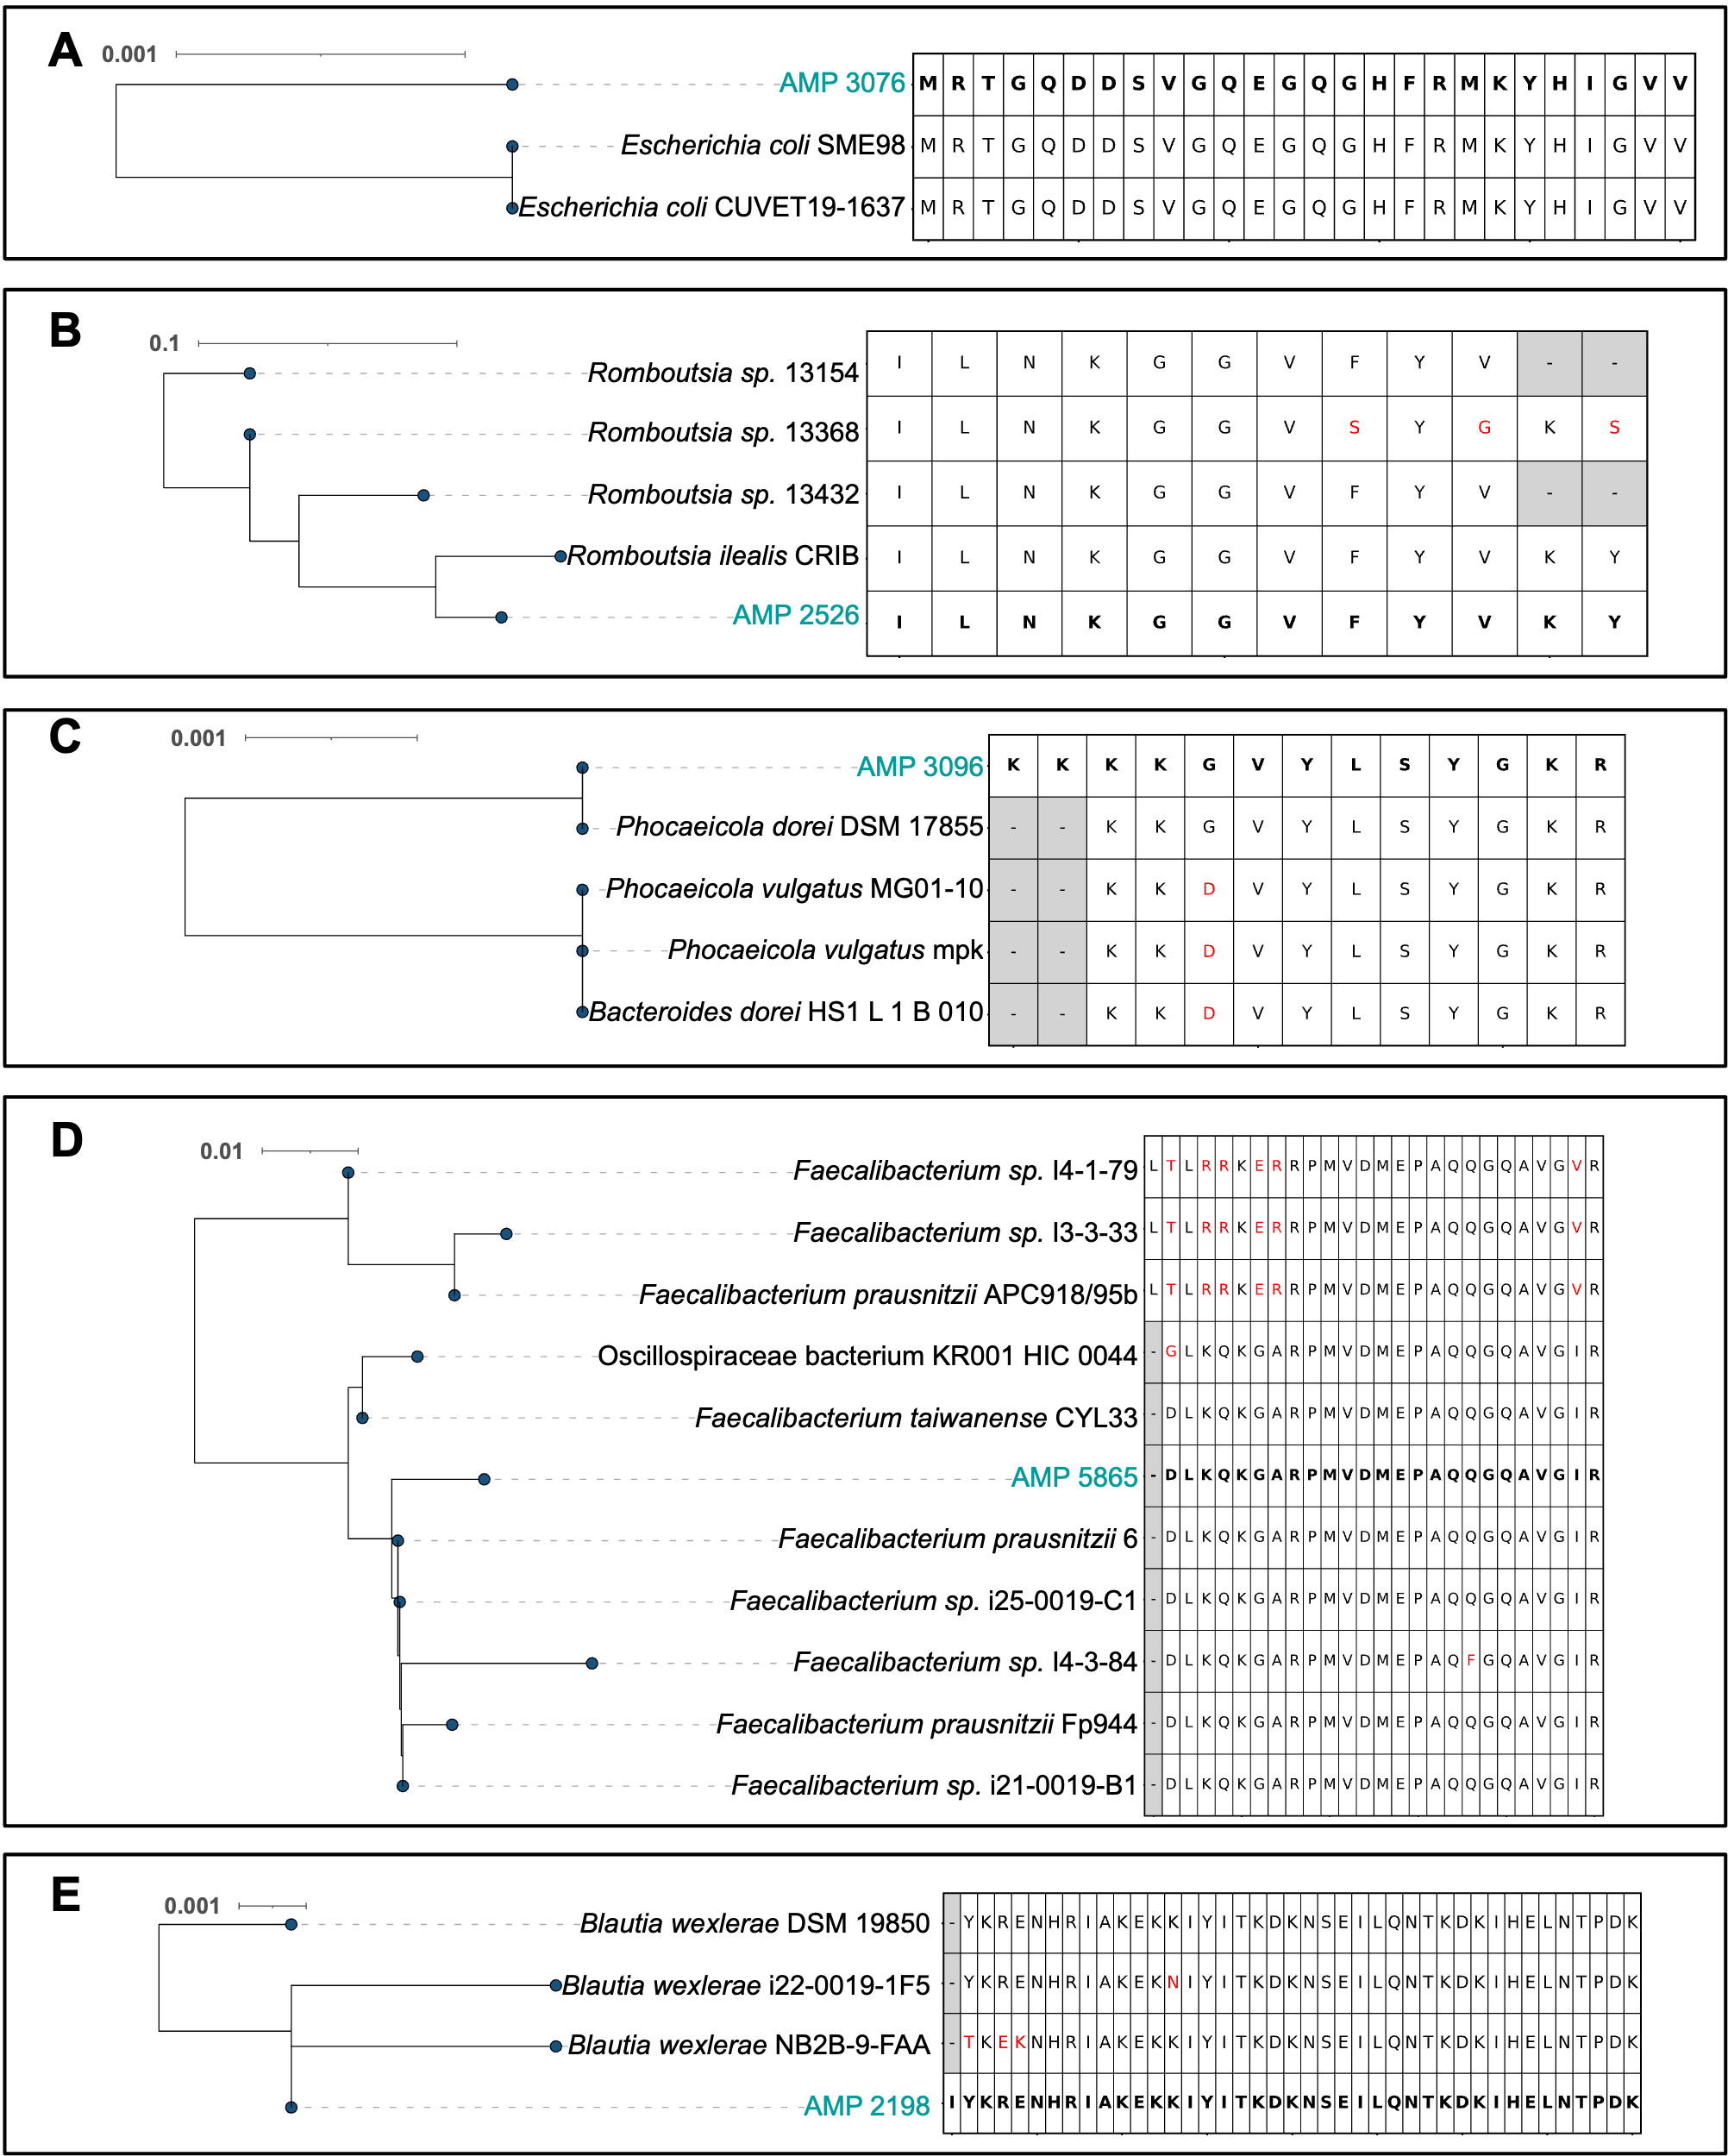 A
0.001
AMP 3076 M R T G Q D D S V G Q E G Q G H F R M K Y H I G V V
Escherichia coli SME98 M R T G Q D D S V G Q E G Q G H F R M K Y H I G V V
Escherichia coli CUVET19-1637 M R T G Q D D S V G Q E G Q G H F R M K Y H I G V V
B
0.1
Romboutsia sp. 13154 I L N K G G V F Y V - -
Romboutsia sp. 13368 I L N K G G V S Y G K S
Romboutsia sp. 13432 I L N K G G V F Y V - -
Romboutsia ilealis CRIB I L N K G G V F Y V K Y
AMP 2526 I L N K G G V F Y V K Y
C
0.001
AMP 3096 K K K K G V Y L S Y G K R
Phocaeicola dorei DSM 17855 - - K K G V Y L S Y G K R
Phocaeicola vulgatus MG01-10 - - K K D V Y L S Y G K R
Phocaeicola vulgatus mpk - - K K D V Y L S Y G K R
Bacteroides dorei HS1 L 1 B 010 - - K K D V Y L S Y G K R
D
0.01
Faecalibacterium sp. I4-1-79 L T L R R K E R R P M V D M E P A Q Q G Q A V G V R
Faecalibacterium sp. I3-3-33 L T L R R K E R R P M V D M E P A Q Q G Q A V G V R
Faecalibacterium prausnitzii APC918/95b L T L R R K E R R P M V D M E P A Q Q G Q A V G V R
Oscillospiraceae bacterium KR001 HIC 0044 - G L K Q K G A R P M V D M E P A Q Q G Q A V G I R
Faecalibacterium taiwanense CYL33 - D L K Q K G A R P M V D M E P A Q Q G Q A V G I R
AMP 5865 - D L K Q K G A R P M V D M E P A Q Q G Q A V G I R
Faecalibacterium prausnitzii 6 - D L K Q K G A R P M V D M E P A Q Q G Q A V G I R
Faecalibacterium sp. i25-0019-C1 - D L K Q K G A R P M V D M E P A Q Q G Q A V G I R
Faecalibacterium sp. I4-3-84 - D L K Q K G A R P M V D M E P A Q F G Q A V G I R
Faecalibacterium prausnitzii Fp944 - D L K Q K G A R P M V D M E P A Q Q G Q A V G I R
Faecalibacterium sp. i21-0019-B1 - D L K Q K G A R P M V D M E P A Q Q G Q A V G I R
E
0.001
Blautia wexlerae DSM 19850 - Y K R E N H R I A K E K K I Y I T K D K N S E I L Q N T K D K I H E L N T P D K
Blautia wexlerae i22-0019-1F5 - Y K R E N H R I A K E K N I Y I T K D K N S E I L Q N T K D K I H E L N T P D K
Blautia wexlerae NB2B-9-FAA - T K E K N H R I A K E K K I Y I T K D K N S E I L Q N T K D K I H E L N T P D K
AMP 2198 I Y K R E N H R I A K E K K I Y I T K D K N S E I L Q N T K D K I H E L N T P D K